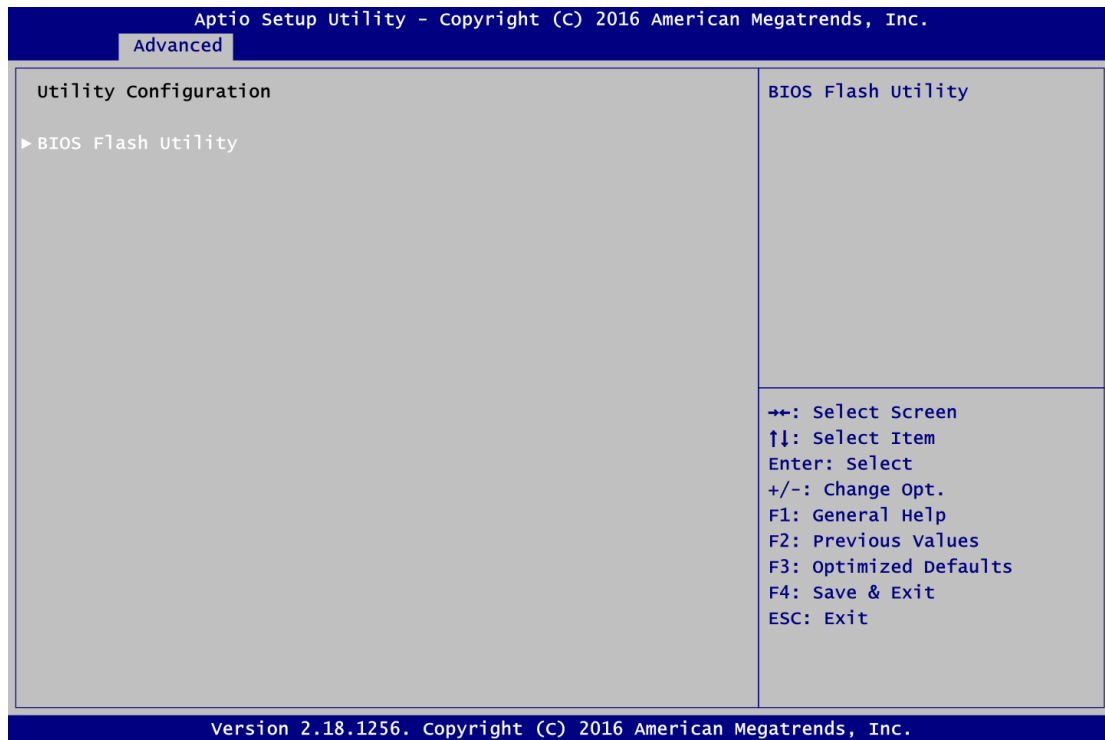 Aptio Setup Utility - Copyright (C) 2016 American Megatrends, Inc.
Advanced
Utility Configuration
►BIOS Flash Utility
BIOS Flash Utility
→←: Select Screen
↑↓: Select Item
Enter: Select
+/-: Change Opt.
F1: General Help
F2: Previous Values
F3: Optimized Defaults
F4: Save & Exit
ESC: Exit
Version 2.18.1256. Copyright (C) 2016 American Megatrends, Inc.